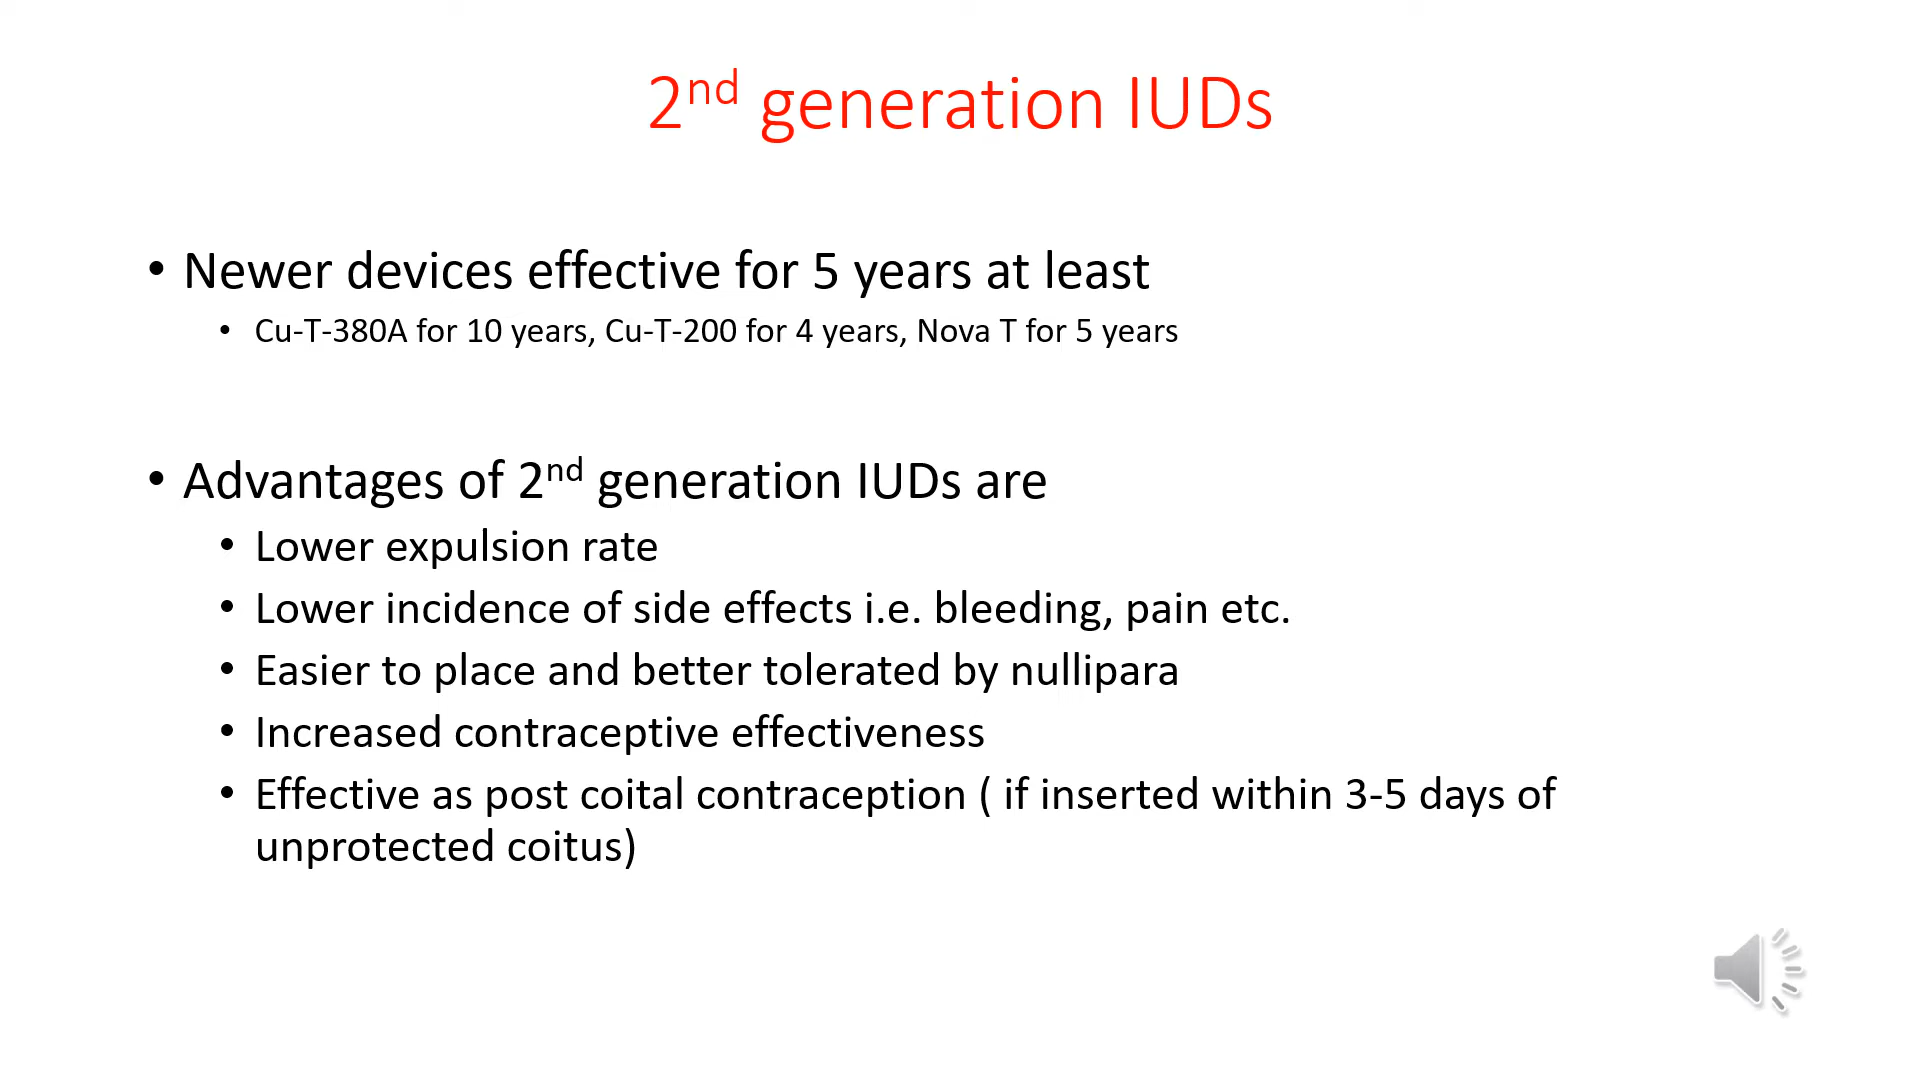 2nd generation IUDs
• Newer devices effective for 5 years at least
• Cu-T-380A for 10 years, Cu-T-200 for 4 years, Nova T for 5 years
• Advantages of 2nd generation IUDs are
• Lower expulsion rate
• Lower incidence of side effects i.e. bleeding, pain etc.
• Easier to place and better tolerated by nullipara
• Increased contraceptive effectiveness
• Effective as post coital contraception ( if inserted within 3-5 days of
unprotected coitus)